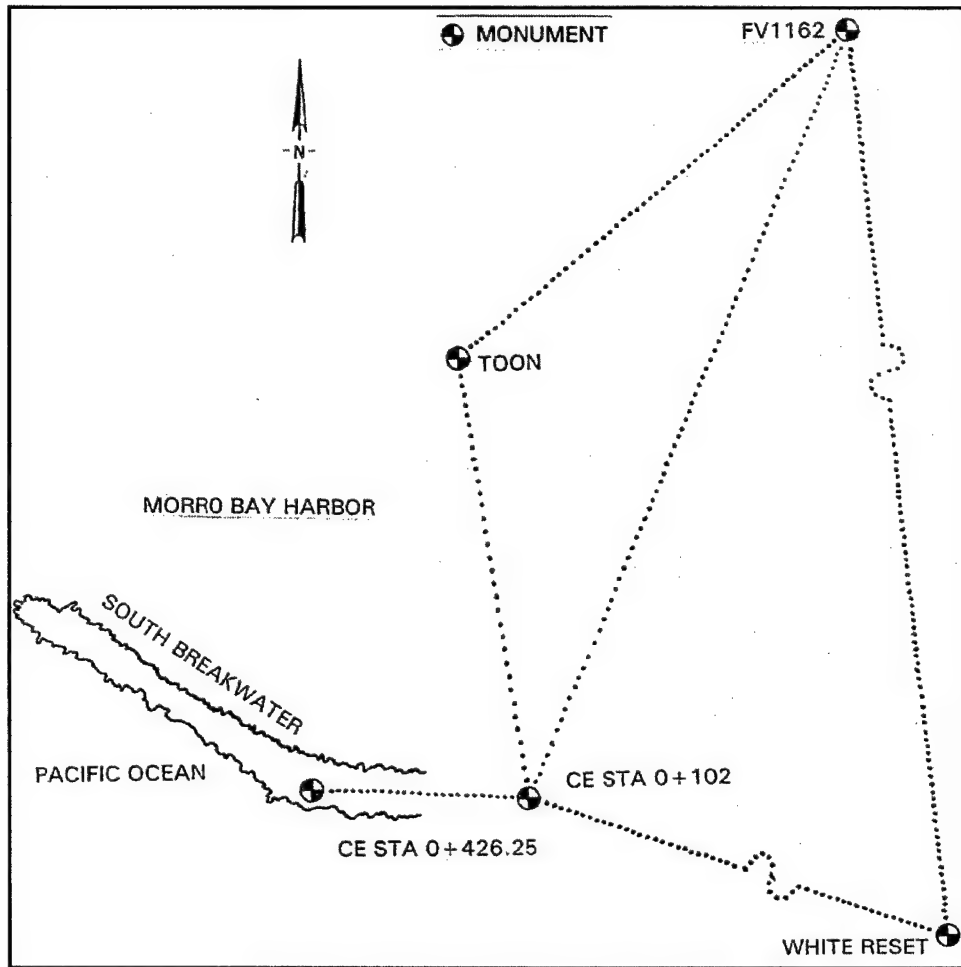 MONUMENT
FV1162
N
TOON
MORRO BAY HARBOR
SOUTH BREAKWATER
PACIFIC OCEAN
CE STA 0+102
CE STA 0+426.25
WHITE RESET